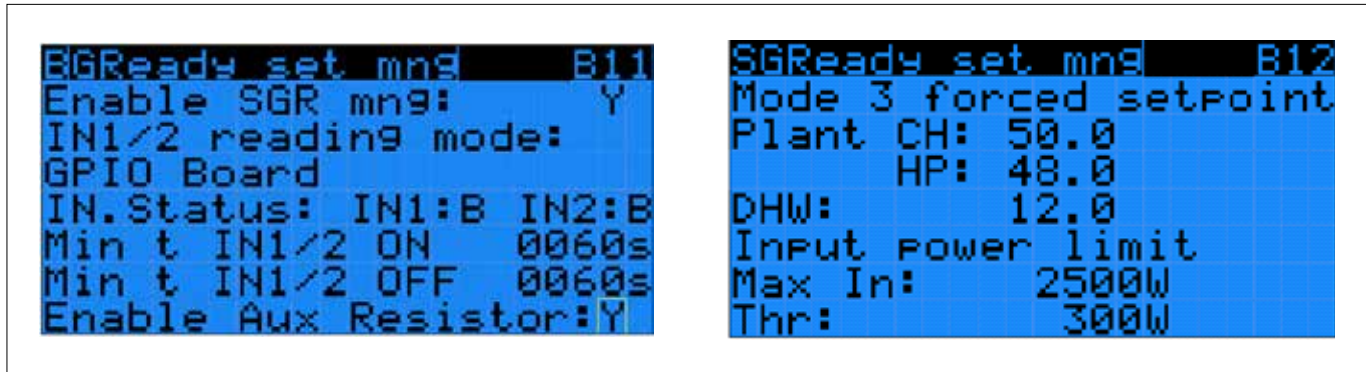 BGReady set mng B11
Enable SGR mng: Y
IN1/2 reading mode:
GPIO Board
IN.Status: IN1:B IN2:B
Min t IN1/2 ON 0060s
Min t IN1/2 OFF 0060s
Enable Aux Resistor:Y
SGReady set mng B12
Mode 3 forced setpoint
Plant CH: 50.0
HP: 48.0
DHW: 12.0
Input power limit
Max In: 2500W
Thr: 300W